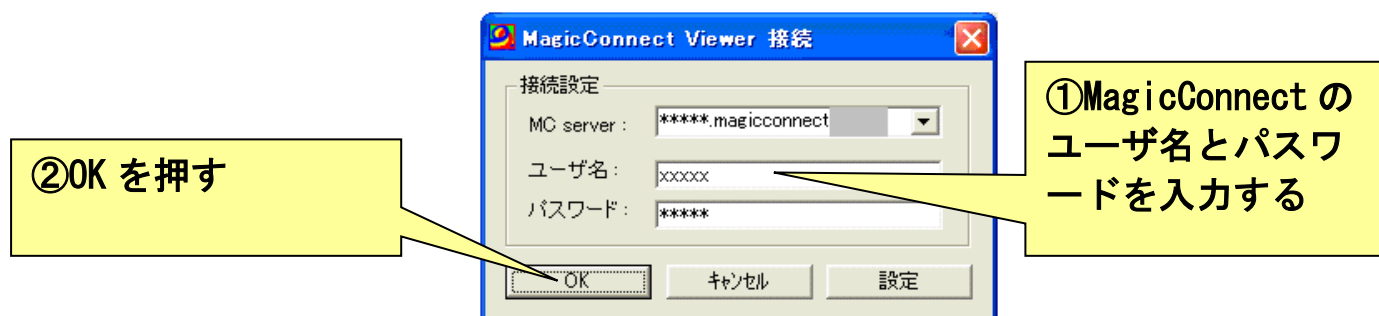 MagicConnect Viewer 接続
接続設定
MC server : *****.magicconnect
ユーザ名 : xxxxx
パスワード : *****
OK キャンセル 設定
①MagicConnect の
ユーザ名とパスワ
ードを入力する
②OK を押す